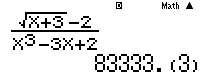 D Math ▲
√X+3 −2
X³−3X+2
83333.(3)